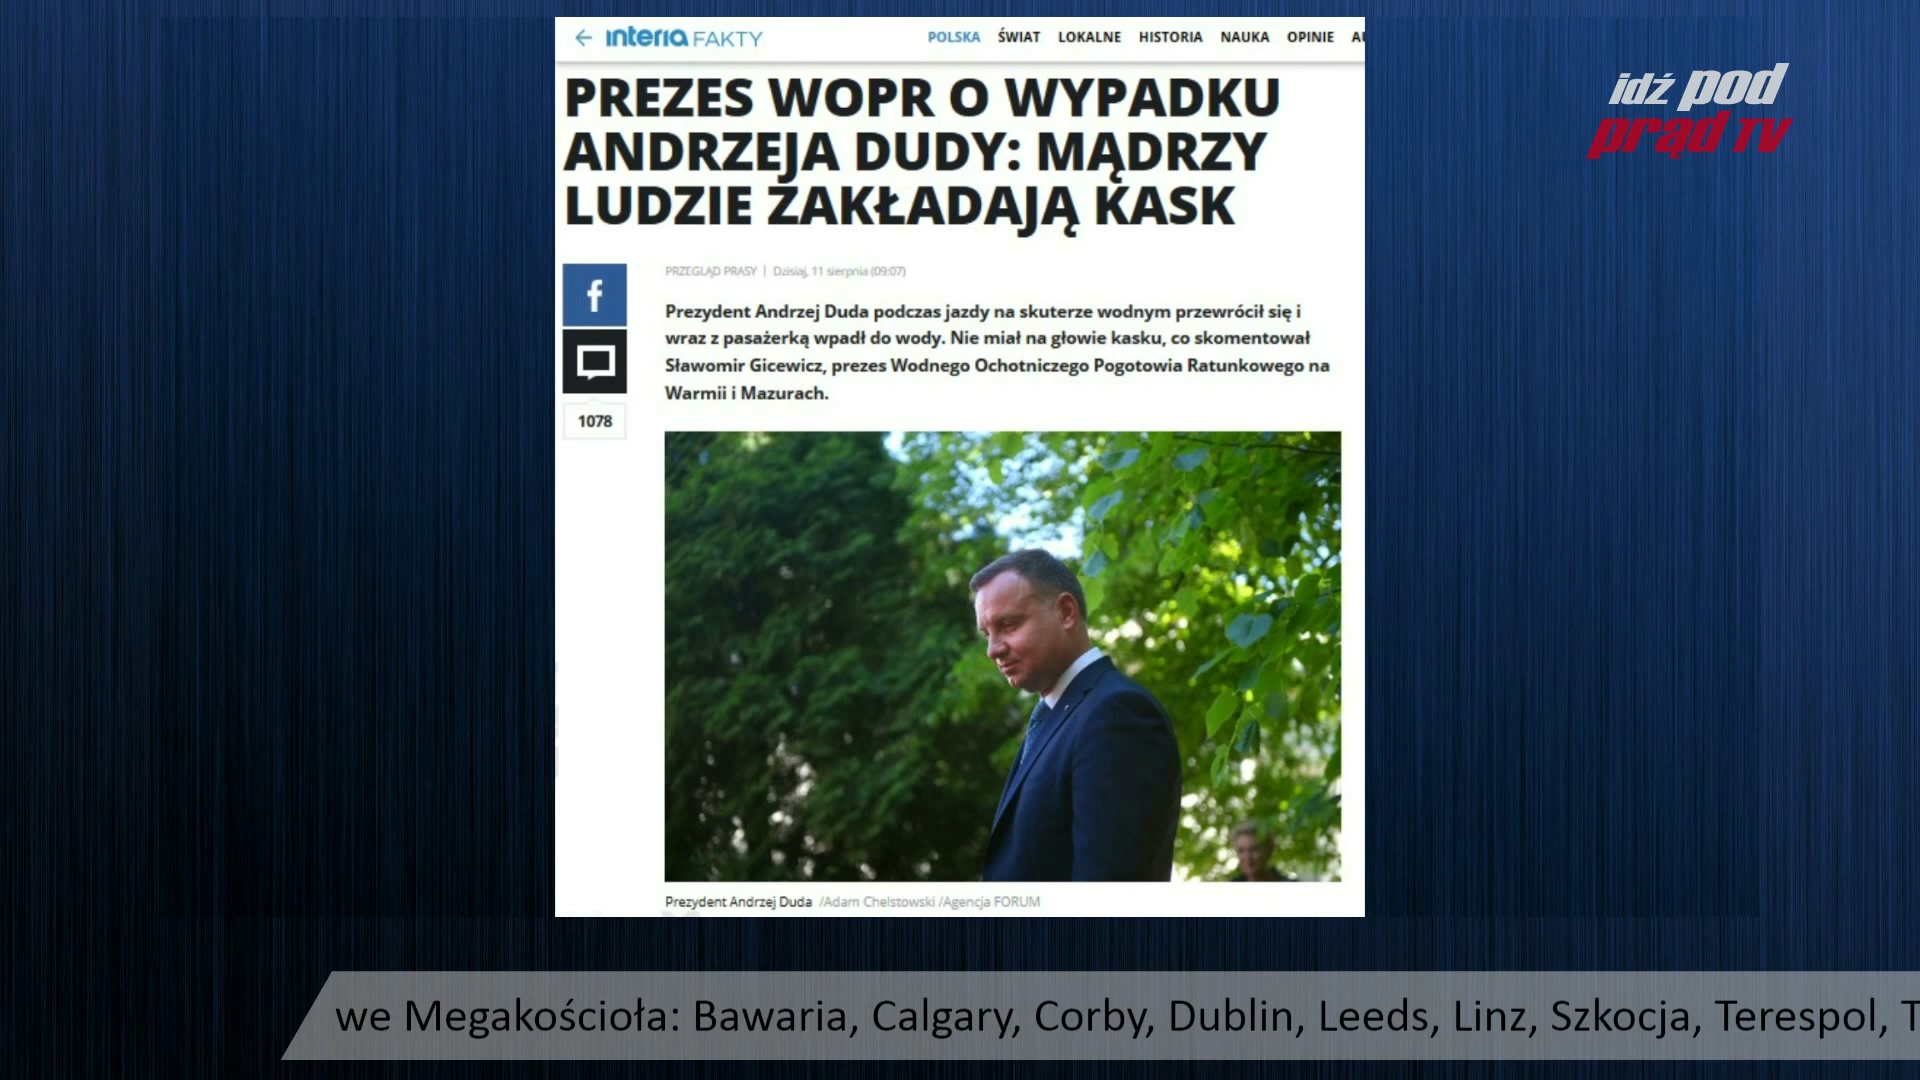 interia FAKTY
POLSKA ŚWIAT LOKALNE HISTORIA NAUKA OPINIE
idź pod
prąd TV
PREZES WOPR O WYPADKU
ANDRZEJA DUDY: MĄDRZY
LUDZIE ZAKŁADAJĄ KASK
PRZEGLĄD PRASY | Dzisiaj, 11 sierpnia (09:07)
Prezydent Andrzej Duda podczas jazdy na skuterze wodnym przewrócił się i
wraz z pasażerką wpadł do wody. Nie miał na głowie kasku, co skomentował
Sławomir Gicewicz, prezes Wodnego Ochotniczego Pogotowia Ratunkowego na
Warmii i Mazurach.
1078
Prezydent Andrzej Duda /Adam Chelstowski /Agencja FORUM
we Megakościoła: Bawaria, Calgary, Corby, Dublin, Leeds, Linz, Szkocja, Terespol,